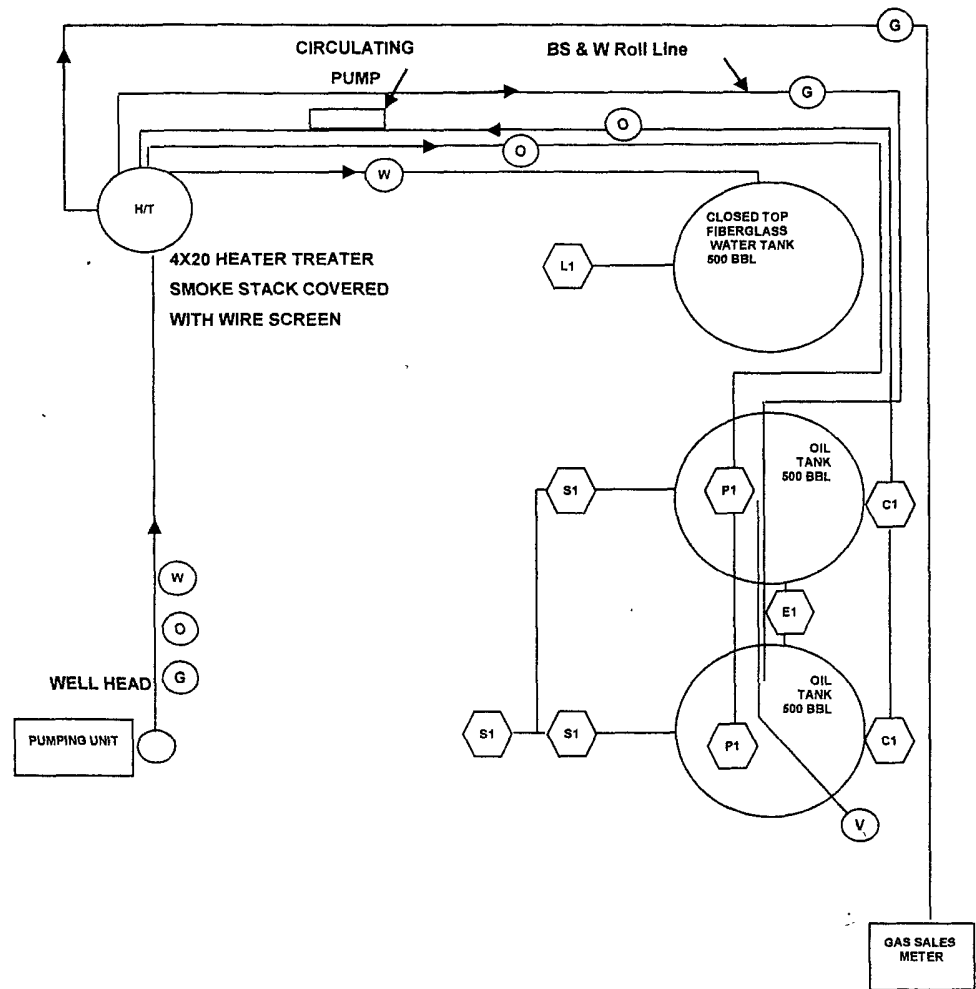 G
CIRCULATING
PUMP
BS & W Roll Line
G
O
O
W
H/T
4X20 HEATER TREATER
SMOKE STACK COVERED
WITH WIRE SCREEN
CLOSED TOP
FIBERGLASS
WATER TANK
500 BBL
L1
OIL
TANK
500 BBL
S1
P1
C1
W
O
G
WELL HEAD
PUMPING UNIT
E1
OIL
TANK
500 BBL
S1
S1
P1
C1
V
GAS SALES
METER